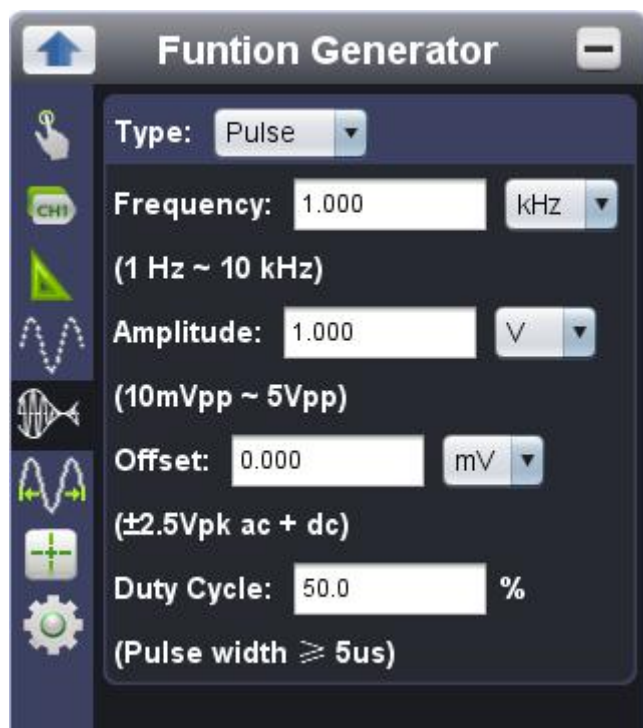 Funtion Generator
Type: Pulse
CH1
Frequency: 1.000 kHz
(1 Hz ~ 10 kHz)
Amplitude: 1.000 V
(10mVpp ~ 5Vpp)
Offset: 0.000 mV
(±2.5Vpk ac + dc)
Duty Cycle: 50.0 %
(Pulse width ⩾ 5us)